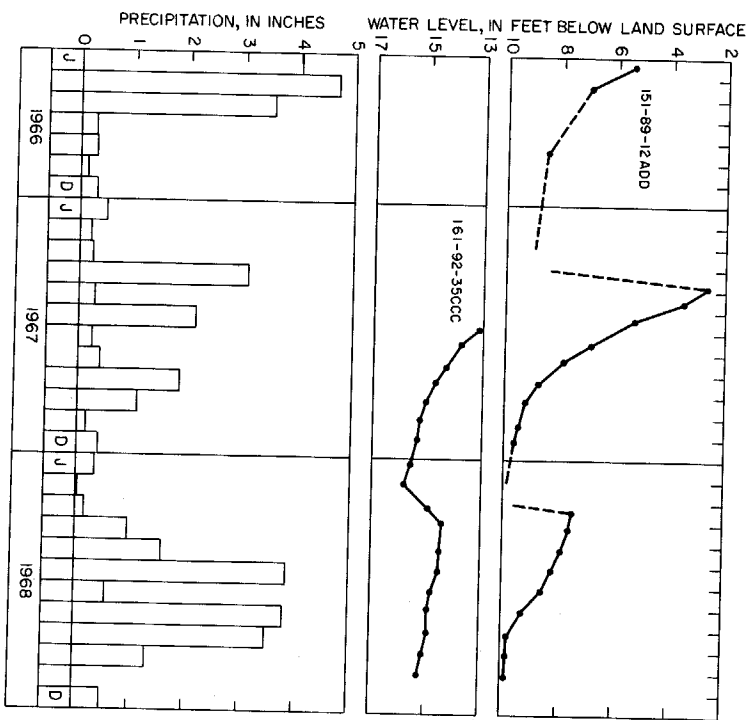 WATER LEVEL, IN FEET BELOW LAND SURFACE
2
4
6
8
10
151-89-12ADD
13
15
17
161-92-35CCC
PRECIPITATION, IN INCHES
5
4
3
2
1
0
J D J D J D
1966 1967 1968